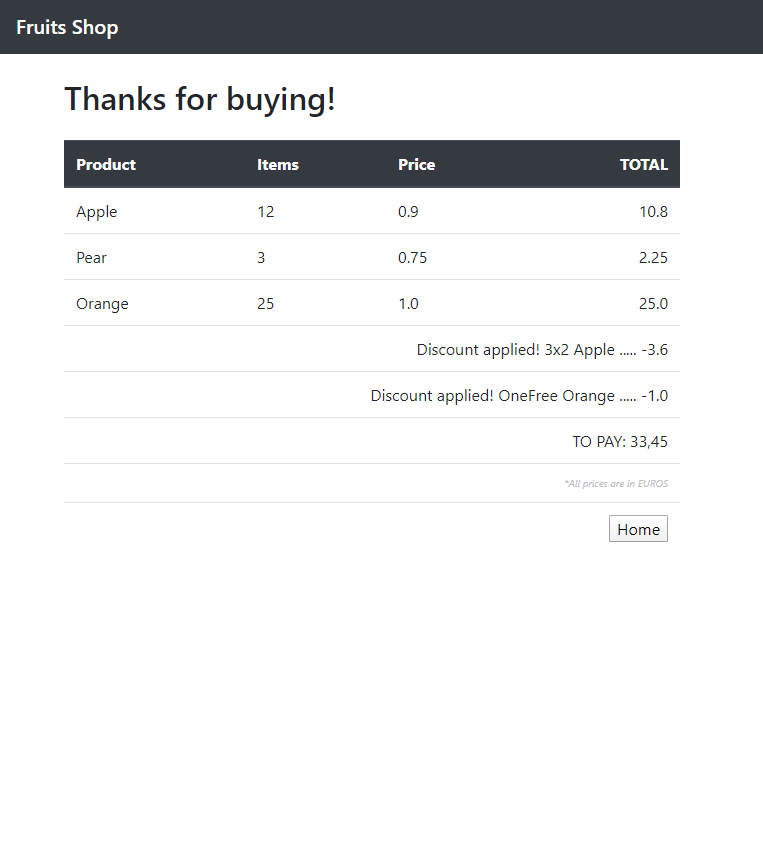 Fruits Shop
Thanks for buying!
Product Items Price TOTAL
Apple 12 0.9 10.8
Pear 3 0.75 2.25
Orange 25 1.0 25.0
Discount applied! 3x2 Apple ..... -3.6
Discount applied! OneFree Orange ..... -1.0
TO PAY: 33,45
*All prices are in EUROS
Home